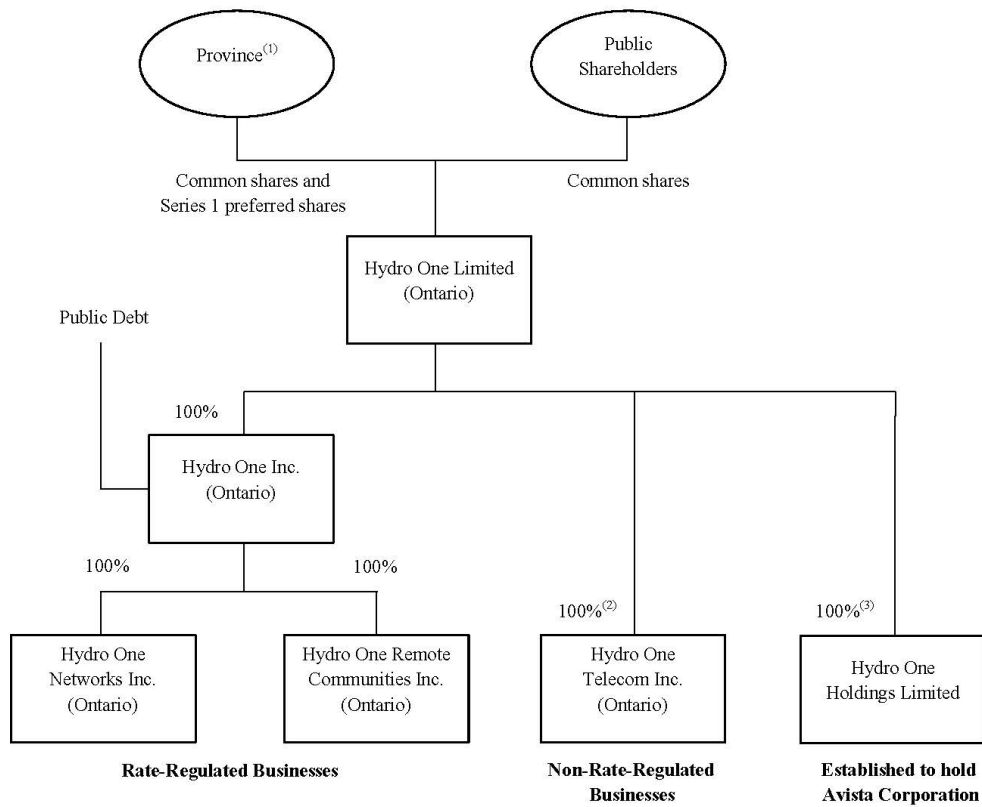 Province(1)
Public
Shareholders
Common shares and
Series 1 preferred shares
Common shares
Hydro One Limited
(Ontario)
Public Debt
100%
Hydro One Inc.
(Ontario)
100%
100%
100%(2)
100%(3)
Hydro One
Networks Inc.
(Ontario)
Hydro One Remote
Communities Inc.
(Ontario)
Hydro One
Telecom Inc.
(Ontario)
Hydro One
Holdings Limited
Rate-Regulated Businesses
Non-Rate-Regulated
Businesses
Established to hold
Avista Corporation